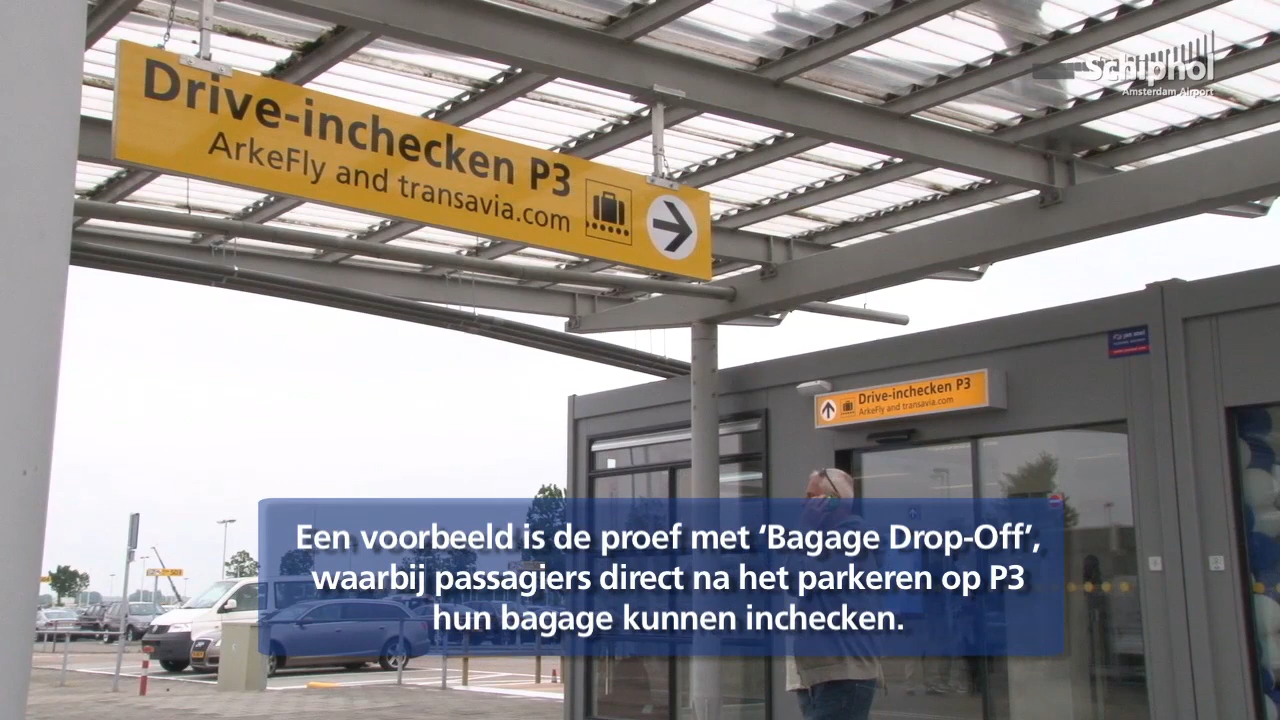 Schiphol
Amsterdam Airport
Drive-inchecken P3
ArkeFly and transavia.com
Drive-inchecken P3
ArkeFly and transavia.com
Een voorbeeld is de proef met ‘Bagage Drop-Off’,
waarbij passagiers direct na het parkeren op P3
hun bagage kunnen inchecken.